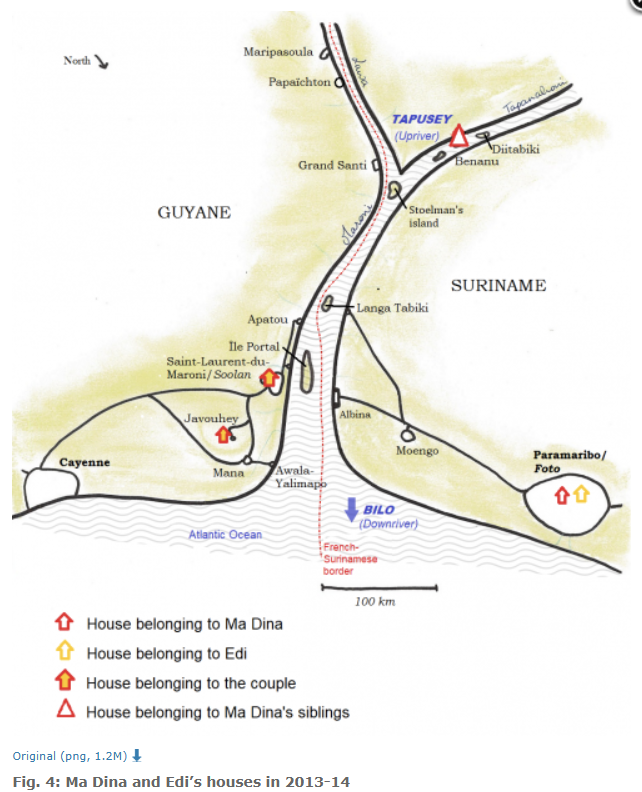 Maripasoula
North
Lawa
Papaïchton
Tapanahoni
TAPUSEY
(Upriver)
Diitabiki
Benanu
Grand Santi
Stoelman's
island
GUYANE
Maroni
SURINAME
Langa Tabiki
Apatou
Île Portal
Saint-Laurent-du-
Maroni/Soolan
Albina
Javouhey
Moengo
Cayenne
Mana
Awala-
Yalimapo
Paramaribo/
Foto
BILO
(Downriver)
Atlantic Ocean
French-
Surinamese
border
100 km
House belonging to Ma Dina
House belonging to Edi
House belonging to the couple
House belonging to Ma Dina's siblings
Original (png, 1.2M)
Fig. 4: Ma Dina and Edi’s houses in 2013-14